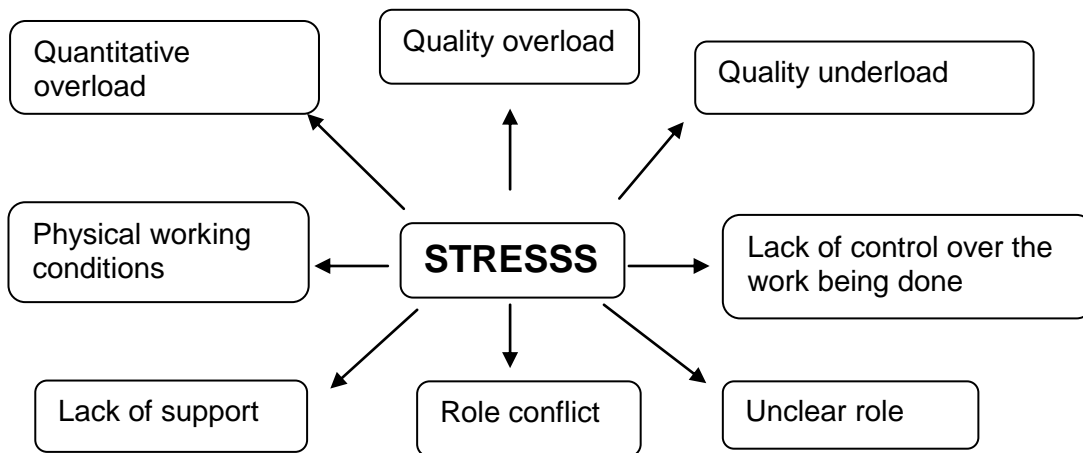 Quantitative
overload
Quality overload
Quality underload
Physical working
conditions
STRESSS
Lack of control over the
work being done
Lack of support
Role conflict
Unclear role